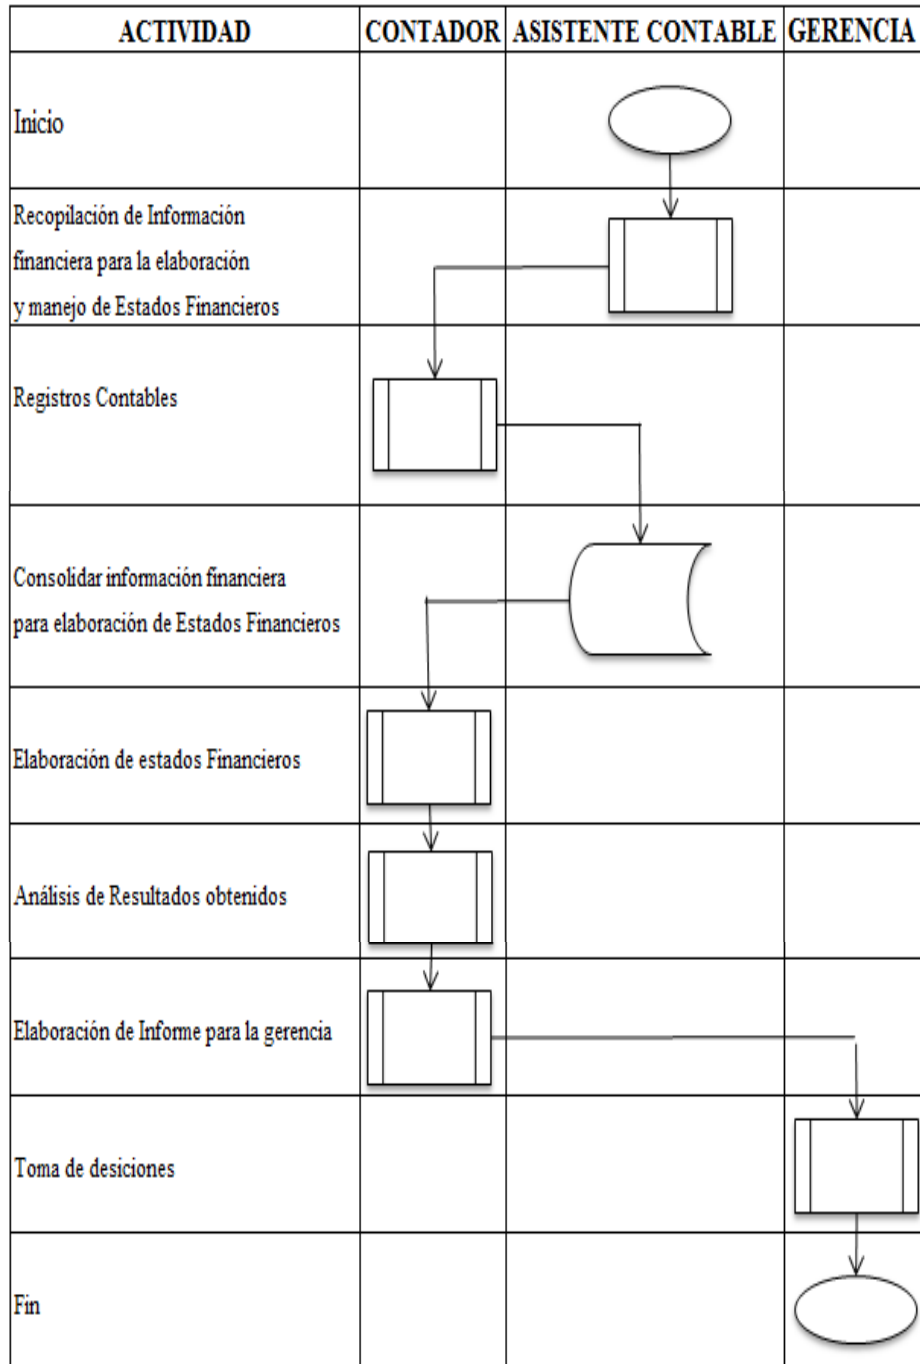 ACTIVIDAD CONTADOR ASISTENTE CONTABLE GERENCIA
Inicio
Recopilación de Información
financiera para la elaboración
y manejo de Estados Financieros
Registros Contables
Consolidar información financiera
para elaboración de Estados Financieros
Elaboración de estados Financieros
Análisis de Resultados obtenidos
Elaboración de Informe para la gerencia
Toma de desiciones
Fin